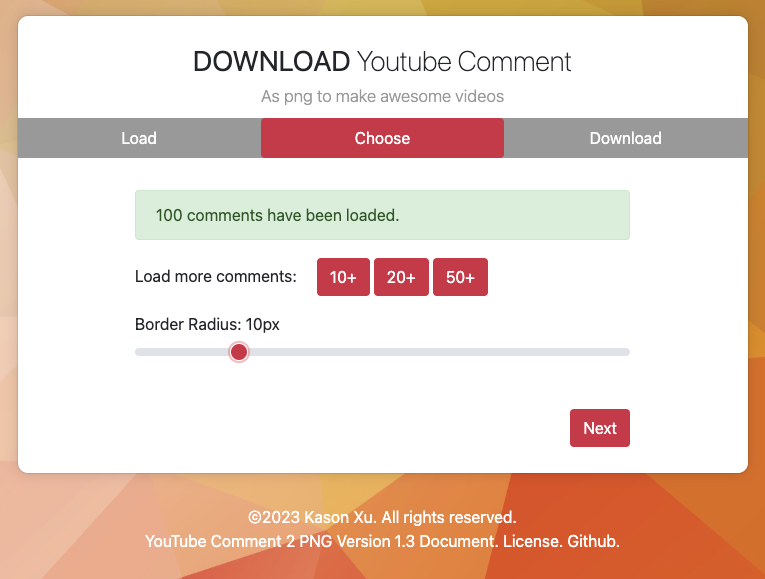 DOWNLOAD Youtube Comment
As png to make awesome videos
Load Choose Download
100 comments have been loaded.
Load more comments: 10+ 20+ 50+
Border Radius: 10px
Next
©2023 Kason Xu. All rights reserved.
YouTube Comment 2 PNG Version 1.3 Document. License. Github.